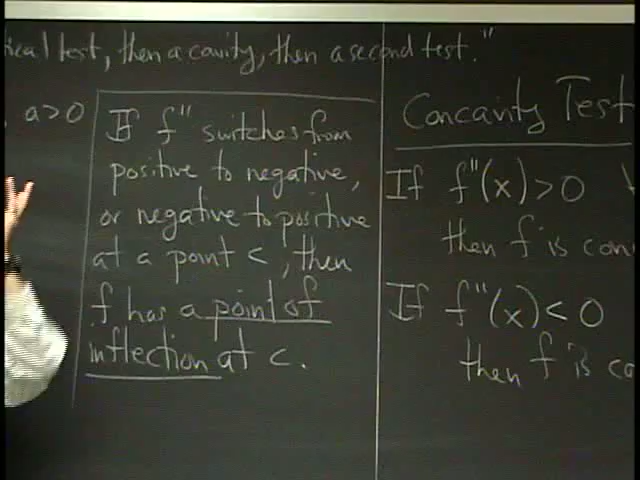 ical test, then a cavity, then a second test."
a>0
If f" switches from
positive to negative,
or negative to positive
at a point c, then
f has a point of
inflection at c.
Concavity Test
If f"(x)>0
then f is con
If f"(x)<0
then f is co